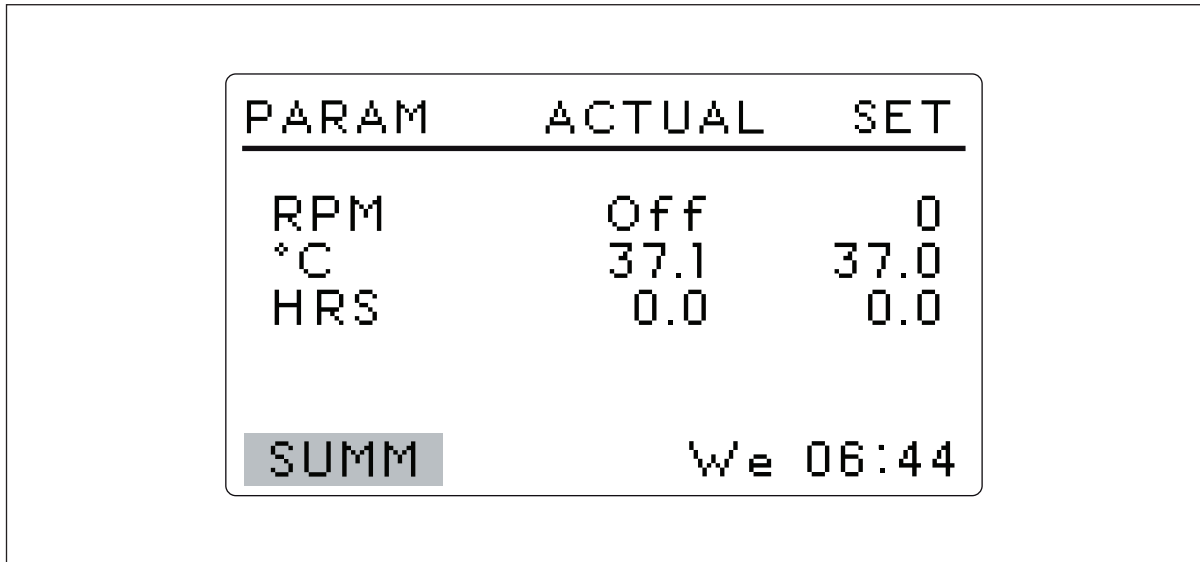 PARAM ACTUAL SET
RPM Off 0
°C 37.1 37.0
HRS 0.0 0.0
SUMM We 06:44